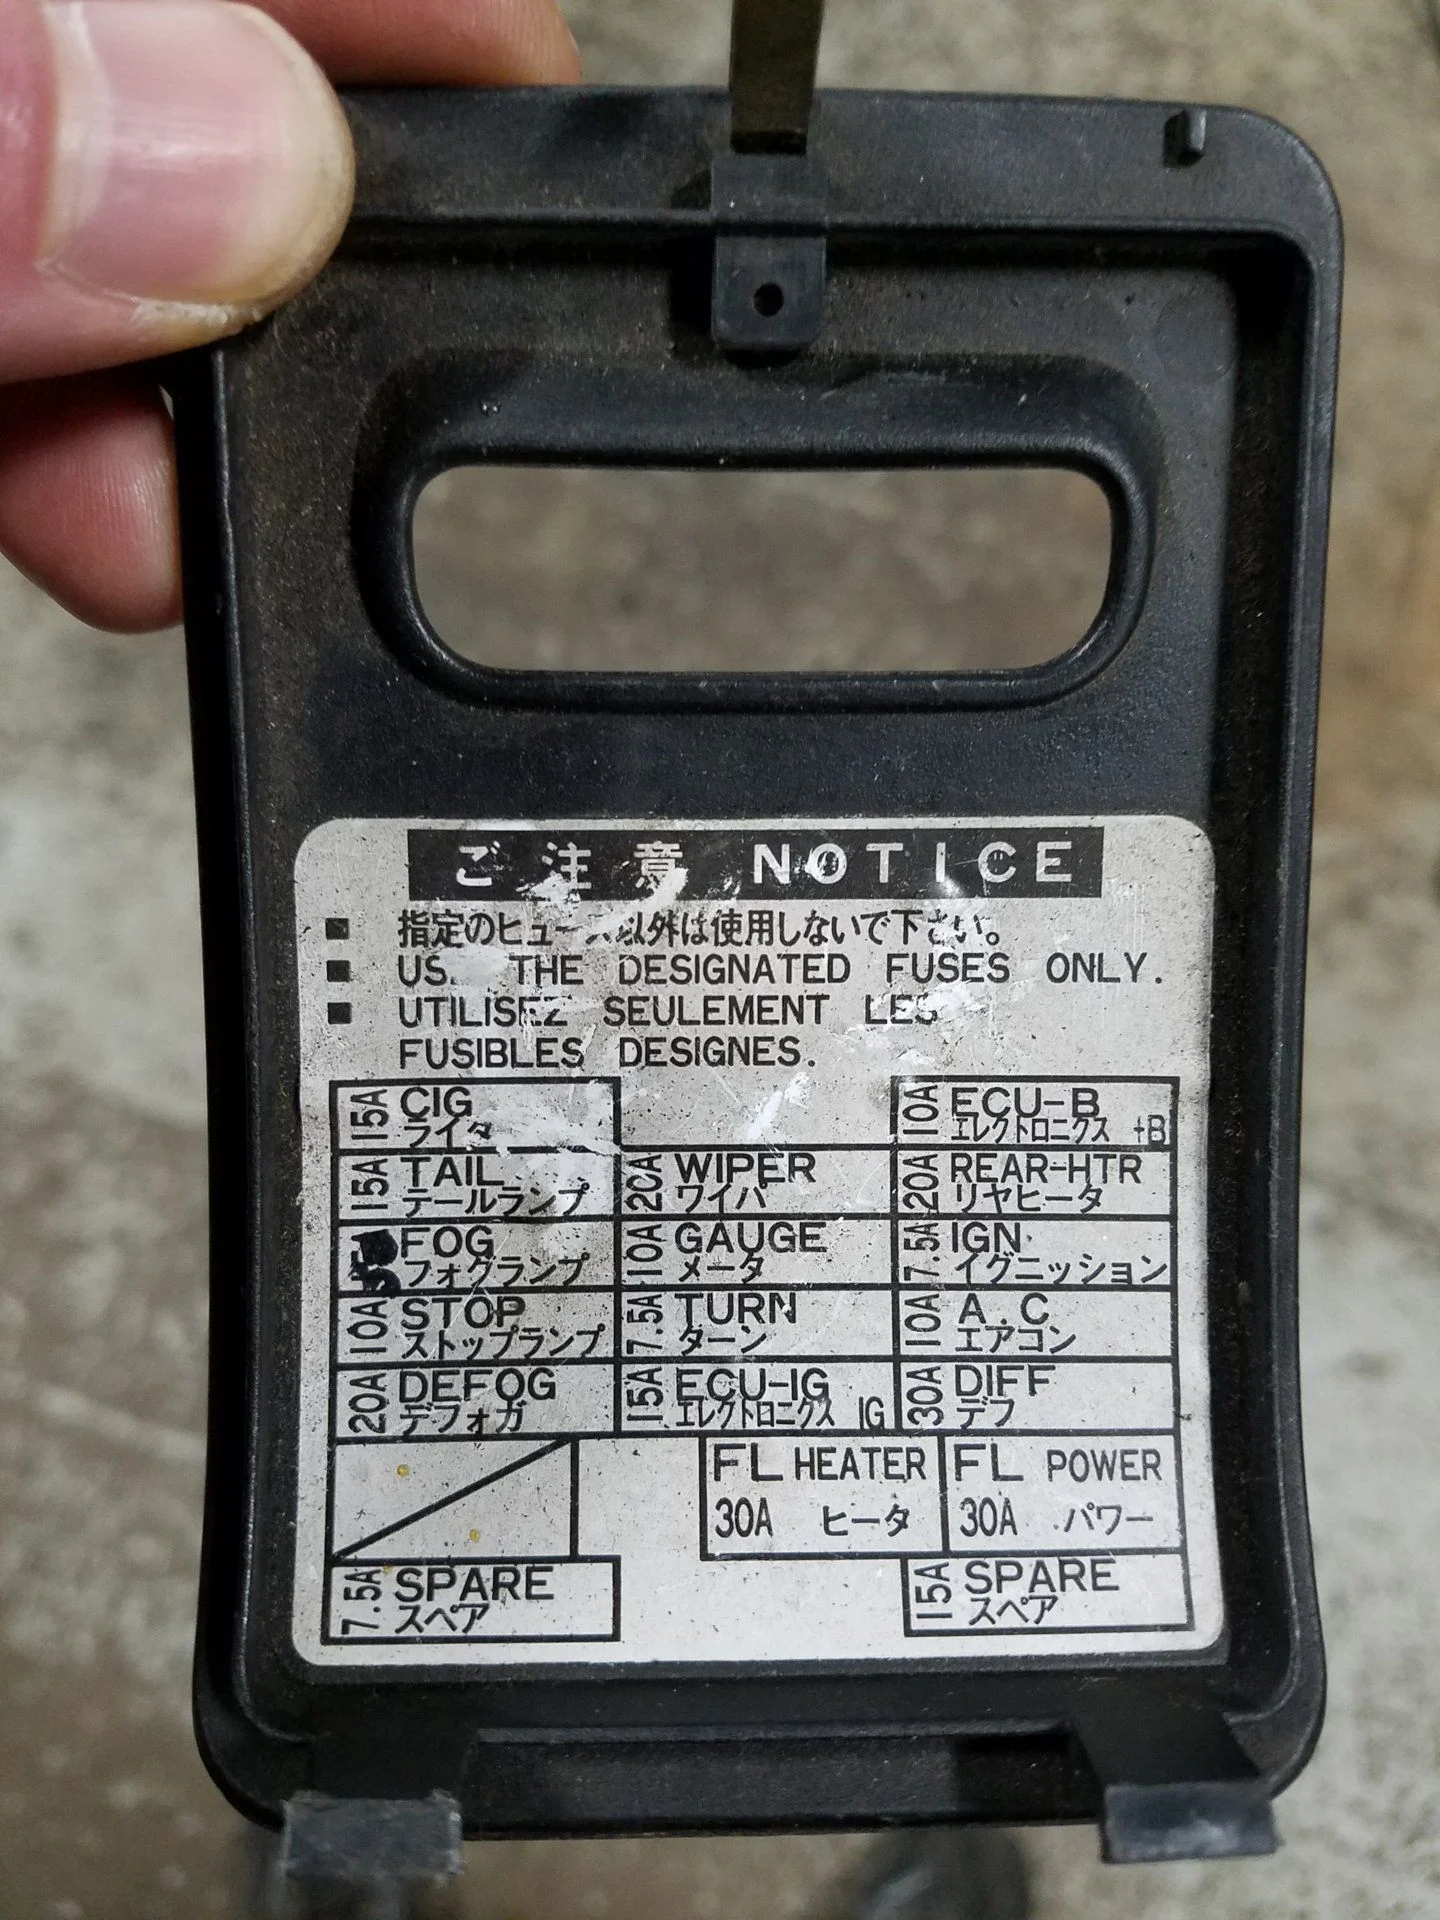 ご注意 NOTICE
■ 指定のヒューズ以外は使用しないで下さい。
■ US THE DESIGNATED FUSES ONLY.
■ UTILISEZ SEULEMENT LES
FUSIBLES DESIGNES.
15A CIG
ライタ
10A ECU-B
エレクトロニクス +B
15A TAIL
テールランプ
20A WIPER
ワイパ
20A REAR-HTR
リヤヒータ
FOG
フォグランプ
10A GAUGE
メータ
7.5A IGN
イグニッション
10A STOP
ストップランプ
7.5A TURN
ターン
10A A.C
エアコン
20A DEFOG
デフォガ
15A ECU-IG
エレクトロニクス IG
30A DIFF
デフ
FL HEATER
30A ヒータ
FL POWER
30A パワー
7.5A SPARE
スペア
15A SPARE
スペア